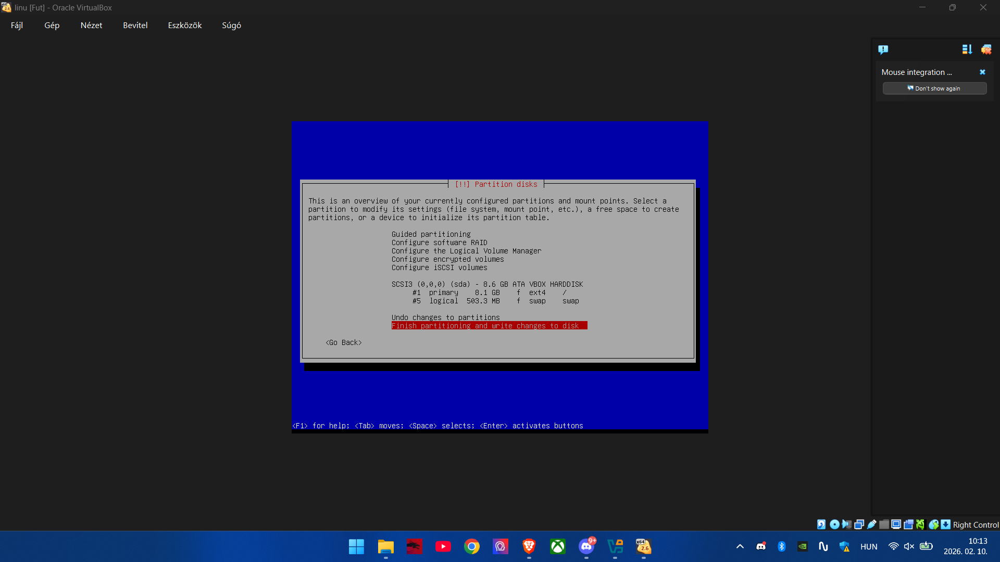 linu [Fut] - Oracle VirtualBox
Fájl Gép Nézet Bevitel Eszközök Súgó
Mouse integration ...
Don't show again
[!!] Partition disks
This is an overview of your currently configured partitions and mount points. Select a
partition to modify its settings (file system, mount point, etc.), a free space to create
partitions, or a device to initialize its partition table.
Guided partitioning
Configure software RAID
Configure the Logical Volume Manager
Configure encrypted volumes
Configure iSCSI volumes
SCSI3 (0,0,0) (sda) - 8.6 GB ATA VBOX HARDDISK
#1 primary 8.1 GB f ext4 /
#5 logical 503.3 MB f swap swap
Undo changes to partitions
Finish partitioning and write changes to disk
<Go Back>
<F1> for help; <Tab> moves; <Space> selects; <Enter> activates buttons
Right Control
x64
2.6
9+
HUN
10:13
2026. 02. 10.